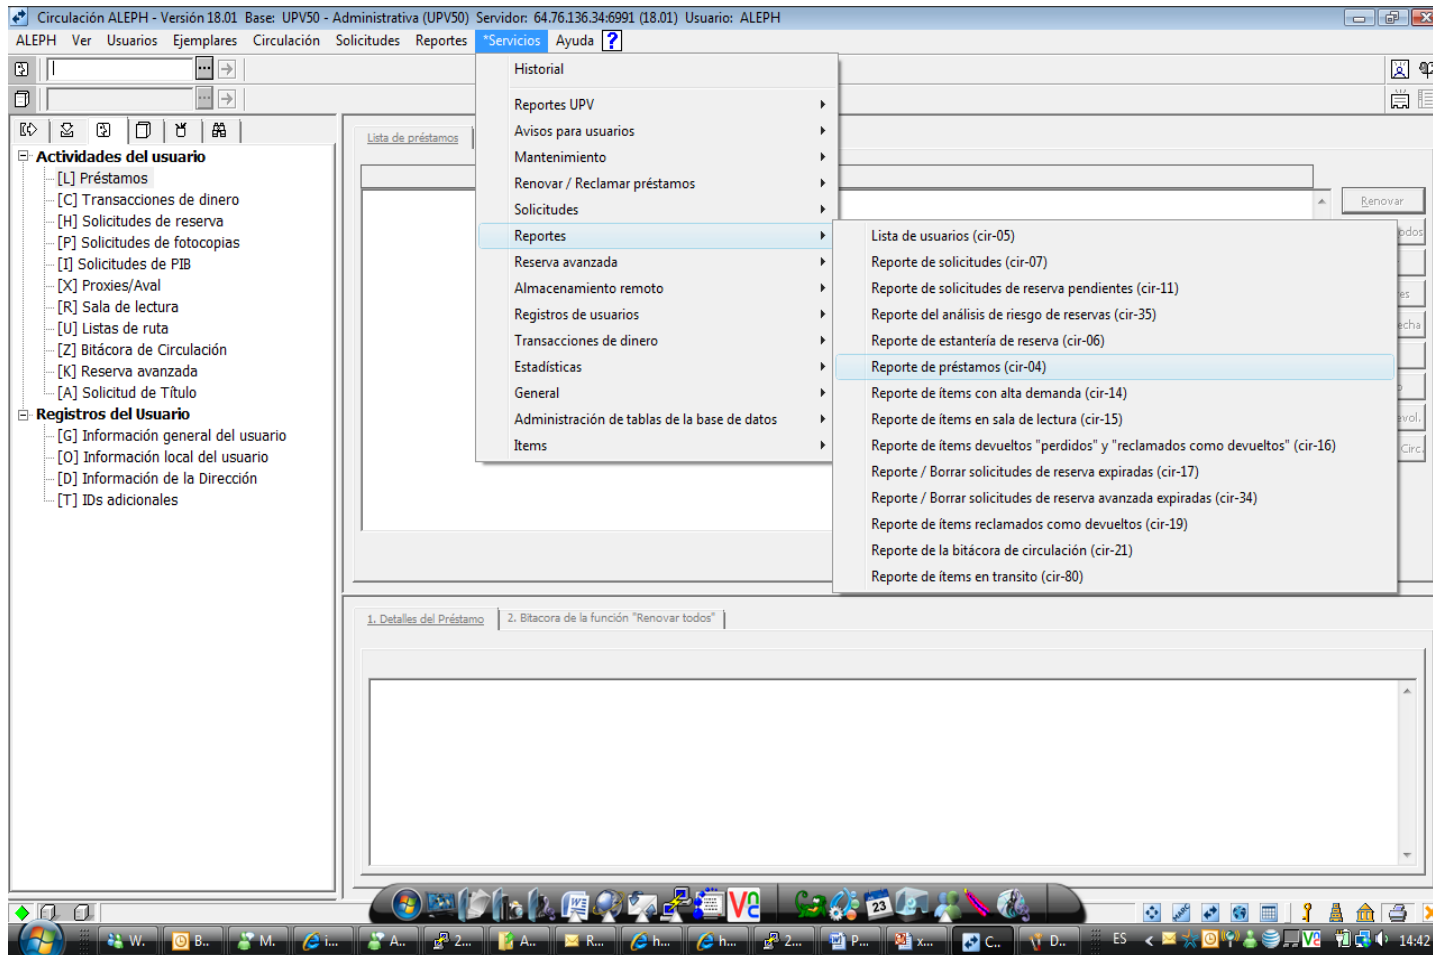 Circulación ALEPH - Versión 18.01 Base: UPV50 - Administrativa (UPV50) Servidor: 64.76.136.34:6991 (18.01) Usuario: ALEPH
ALEPH Ver Usuarios Ejemplares Circulación Solicitudes Reportes *Servicios Ayuda ?
Historial
Reportes UPV
Avisos para usuarios
Mantenimiento
Renovar / Reclamar préstamos
Solicitudes
Reportes
Reserva avanzada
Almacenamiento remoto
Registros de usuarios
Transacciones de dinero
Estadísticas
General
Administración de tablas de la base de datos
Items
Lista de usuarios (cir-05)
Reporte de solicitudes (cir-07)
Reporte de solicitudes de reserva pendientes (cir-11)
Reporte del análisis de riesgo de reservas (cir-35)
Reporte de estantería de reserva (cir-06)
Reporte de préstamos (cir-04)
Reporte de ítems con alta demanda (cir-14)
Reporte de ítems en sala de lectura (cir-15)
Reporte de ítems devueltos "perdidos" y "reclamados como devueltos" (cir-16)
Reporte / Borrar solicitudes de reserva expiradas (cir-17)
Reporte / Borrar solicitudes de reserva avanzada expiradas (cir-34)
Reporte de ítems reclamados como devueltos (cir-19)
Reporte de la bitácora de circulación (cir-21)
Reporte de ítems en transito (cir-80)
Actividades del usuario
[L] Préstamos
[C] Transacciones de dinero
[H] Solicitudes de reserva
[P] Solicitudes de fotocopias
[I] Solicitudes de PIB
[X] Proxies/Aval
[R] Sala de lectura
[U] Listas de ruta
[Z] Bitácora de Circulación
[K] Reserva avanzada
[A] Solicitud de Título
Registros del Usuario
[G] Información general del usuario
[O] Información local del usuario
[D] Información de la Dirección
[T] IDs adicionales
Lista de préstamos
Renovar
odos
es
echa
evol.
Circ.
1. Detalles del Préstamo 2. Bitacora de la función "Renovar todos"
23
W... B... M... i... A... 2... A... R... h... h... 2... P... x... C... D... ES 14:42